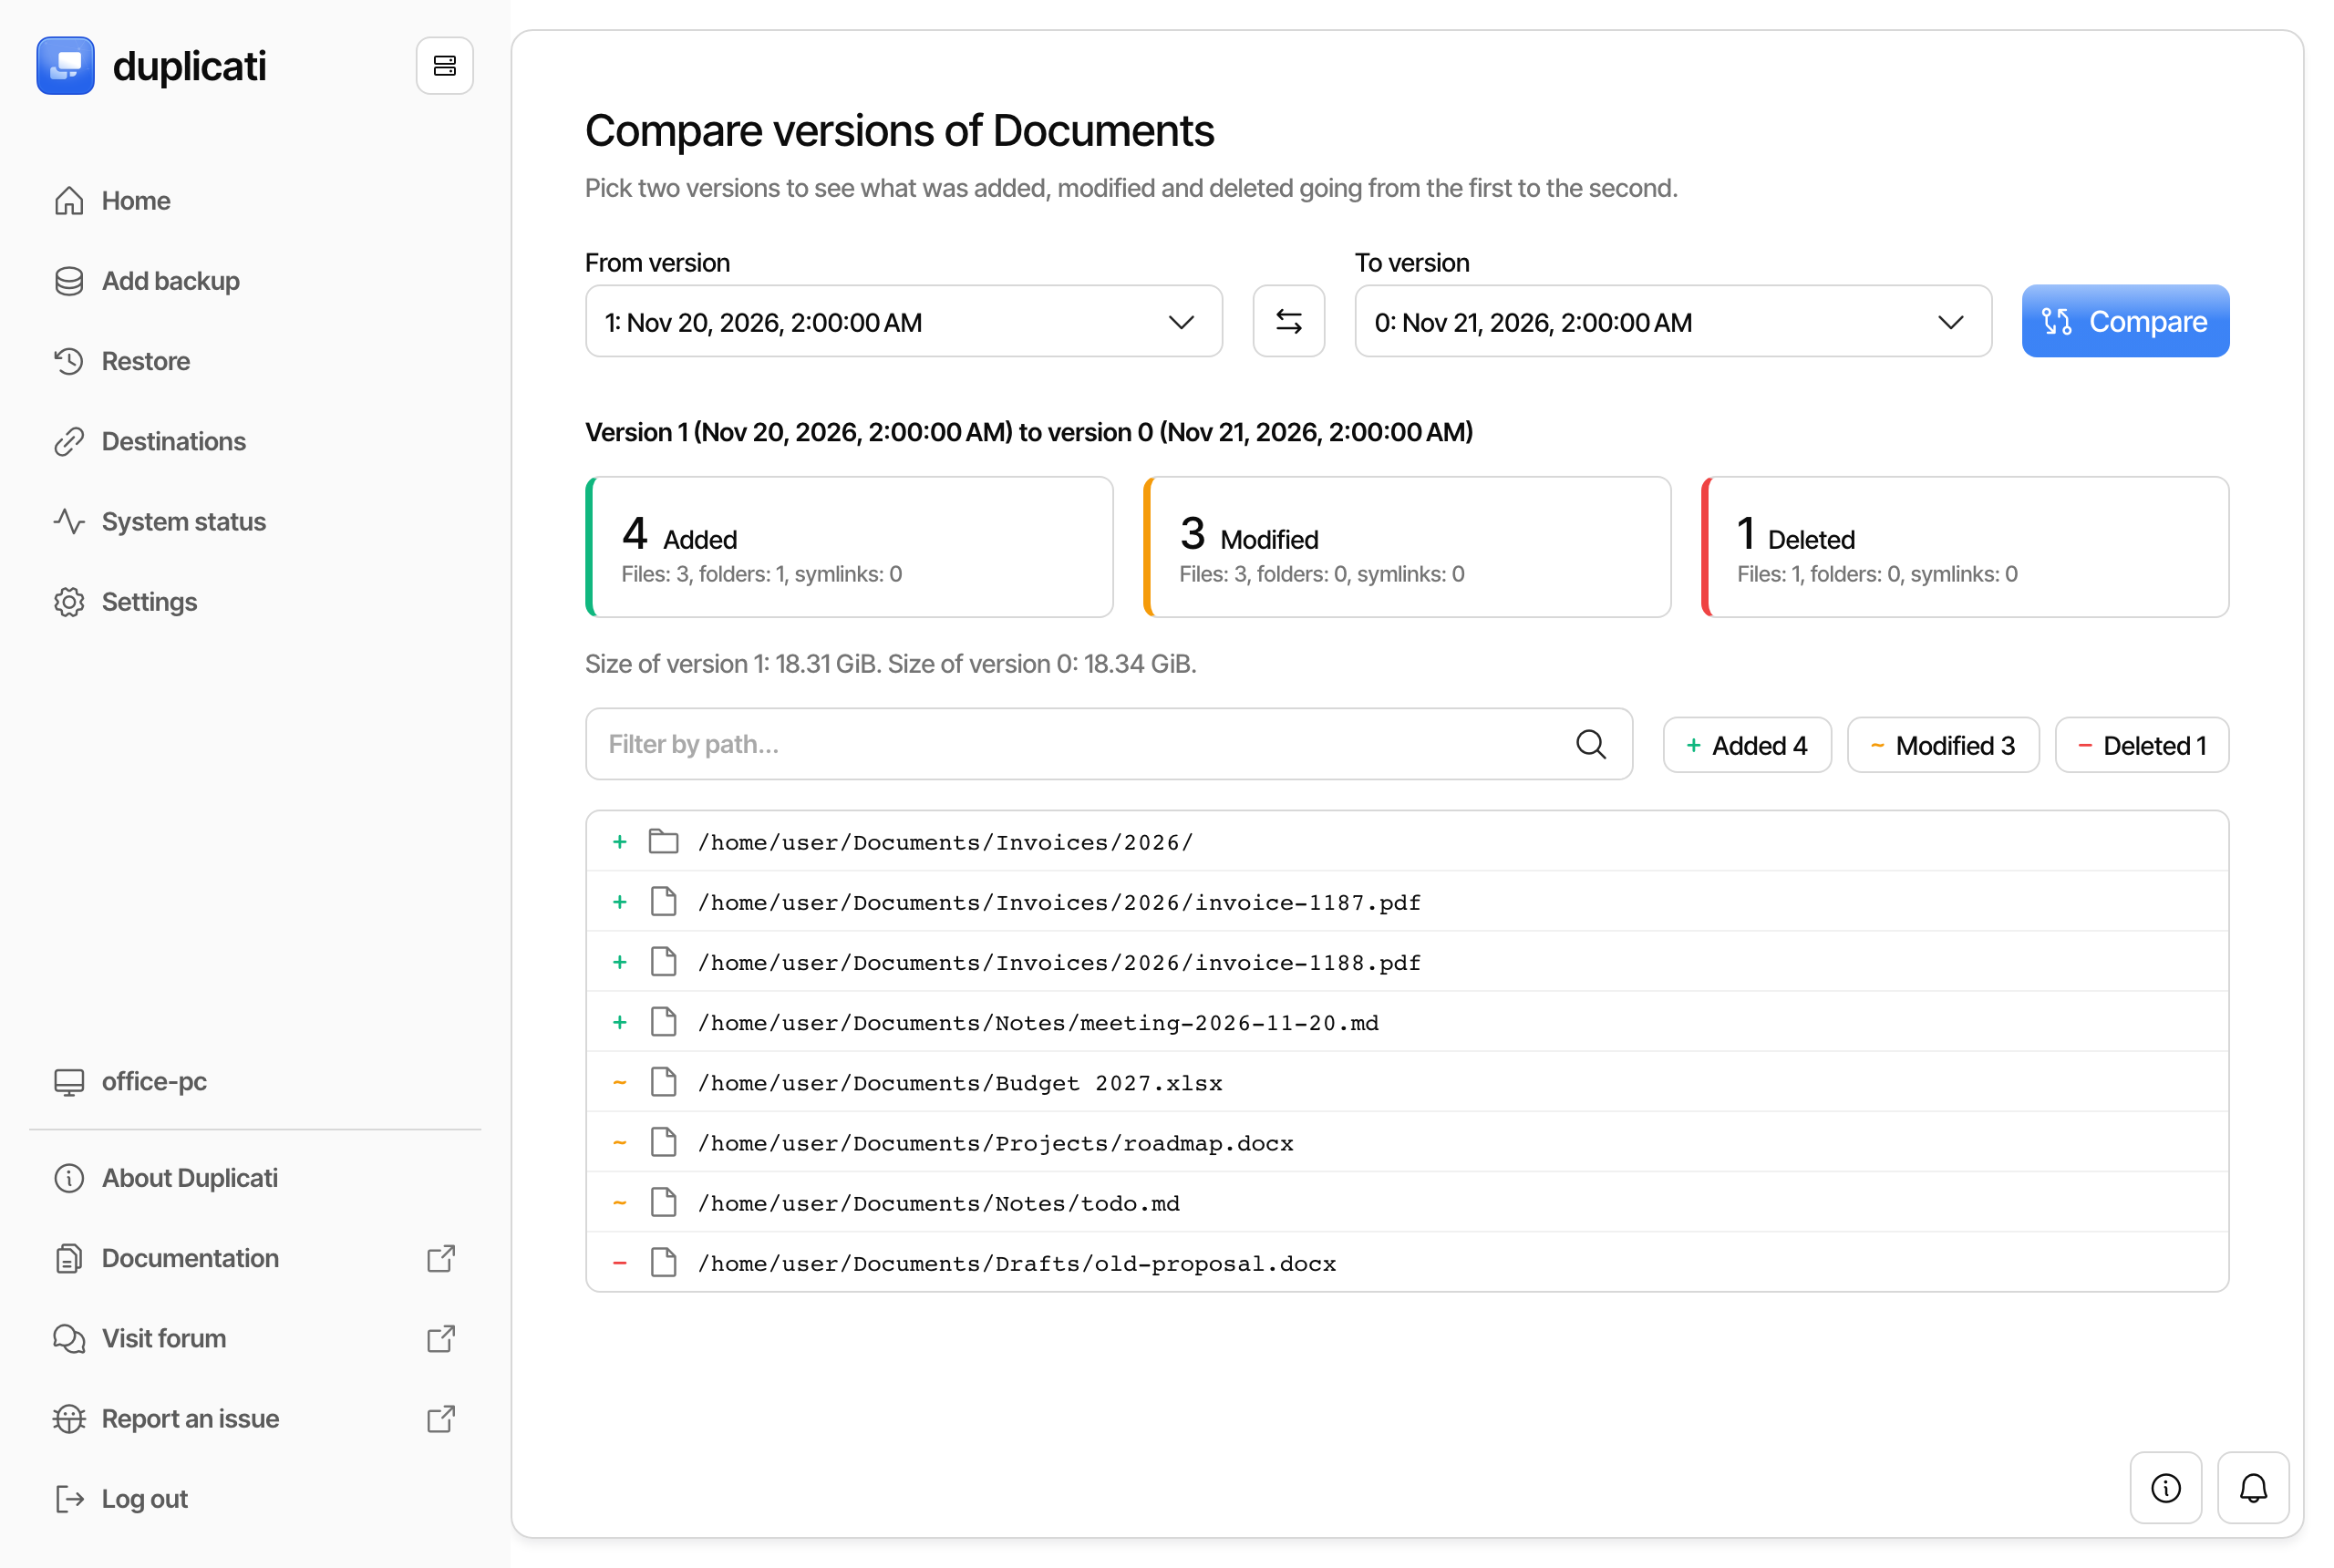 duplicati
Home
Add backup
Restore
Destinations
System status
Settings
office-pc
About Duplicati
Documentation
Visit forum
Report an issue
Log out
Compare versions of Documents
Pick two versions to see what was added, modified and deleted going from the first to the second.
From version
To version
1: Nov 20, 2026, 2:00:00 AM
0: Nov 21, 2026, 2:00:00 AM
Compare
Version 1 (Nov 20, 2026, 2:00:00 AM) to version 0 (Nov 21, 2026, 2:00:00 AM)
4 Added
Files: 3, folders: 1, symlinks: 0
3 Modified
Files: 3, folders: 0, symlinks: 0
1 Deleted
Files: 1, folders: 0, symlinks: 0
Size of version 1: 18.31 GiB. Size of version 0: 18.34 GiB.
Filter by path...
+ Added 4
~ Modified 3
− Deleted 1
+ /home/user/Documents/Invoices/2026/
+ /home/user/Documents/Invoices/2026/invoice-1187.pdf
+ /home/user/Documents/Invoices/2026/invoice-1188.pdf
+ /home/user/Documents/Notes/meeting-2026-11-20.md
~ /home/user/Documents/Budget 2027.xlsx
~ /home/user/Documents/Projects/roadmap.docx
~ /home/user/Documents/Notes/todo.md
− /home/user/Documents/Drafts/old-proposal.docx